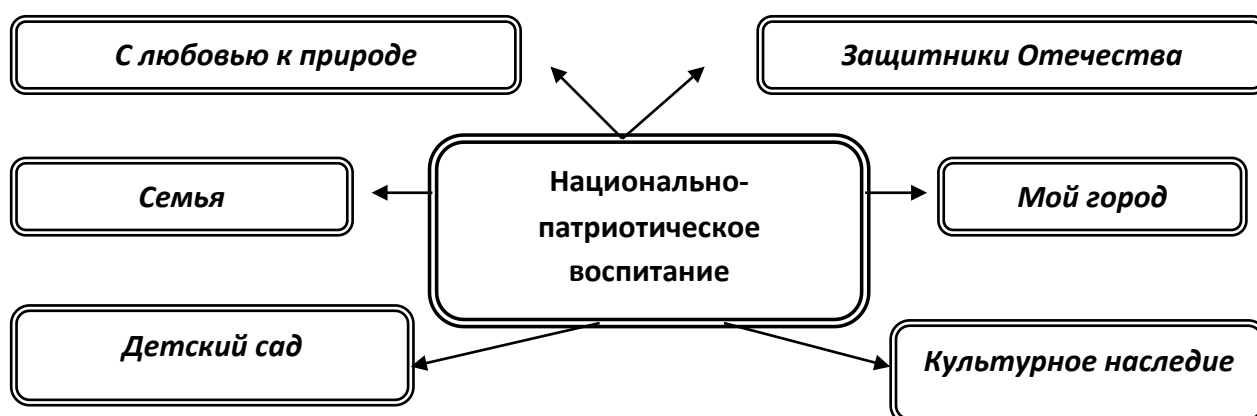 С любовью к природе
Защитники Отечества
Семья
Национально-
патриотическое
воспитание
Мой город
Детский сад
Культурное наследие